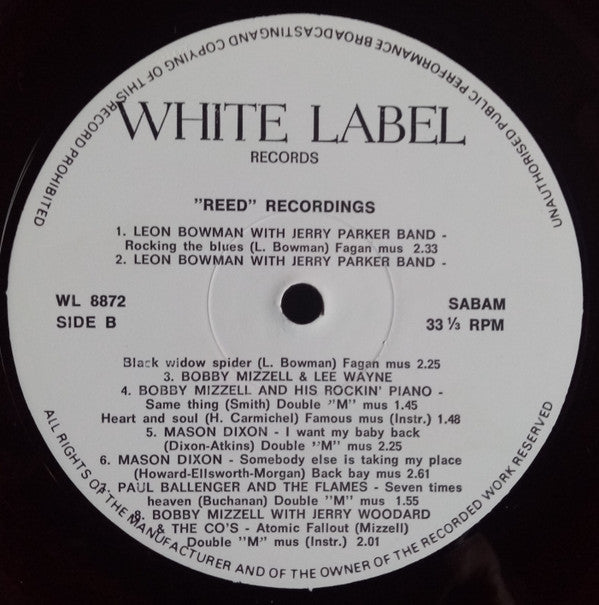 UNAUTHORISED PUBLIC PERFORMANCE BROADCASTING AND COPYING OF THIS RECORD PROHIBITED
WHITE LABEL
RECORDS
"REED" RECORDINGS
1. LEON BOWMAN WITH JERRY PARKER BAND -
Rocking the blues (L. Bowman) Fagan mus 2.33
2. LEON BOWMAN WITH JERRY PARKER BAND -
WL 8872
SIDE B
SABAM
33 ⅓ RPM
Black widow spider (L. Bowman) Fagan mus 2.25
3. BOBBY MIZZELL & LEE WAYNE
4. BOBBY MIZZELL AND HIS ROCKIN' PIANO -
Same thing (Smith) Double "M" mus 1.45
Heart and soul (H. Carmichel) Famous mus (Instr.) 1.48
5. MASON DIXON - I want my baby back
(Dixon-Atkins) Double "M" mus 2.25
6. MASON DIXON - Somebody else is taking my place
(Howard-Ellsworth-Morgan) Back bay mus 2.61
7. PAUL BALLENGER AND THE FLAMES - Seven times
heaven (Buchanan) Double "M" mus 1.55
8. BOBBY MIZZELL WITH JERRY WOODARD
& THE CO'S - Atomic Fallout (Mizzell)
Double "M" mus (Instr.) 2.01
ALL RIGHTS OF THE MANUFACTURER AND OF THE OWNER OF THE RECORDED WORK RESERVED